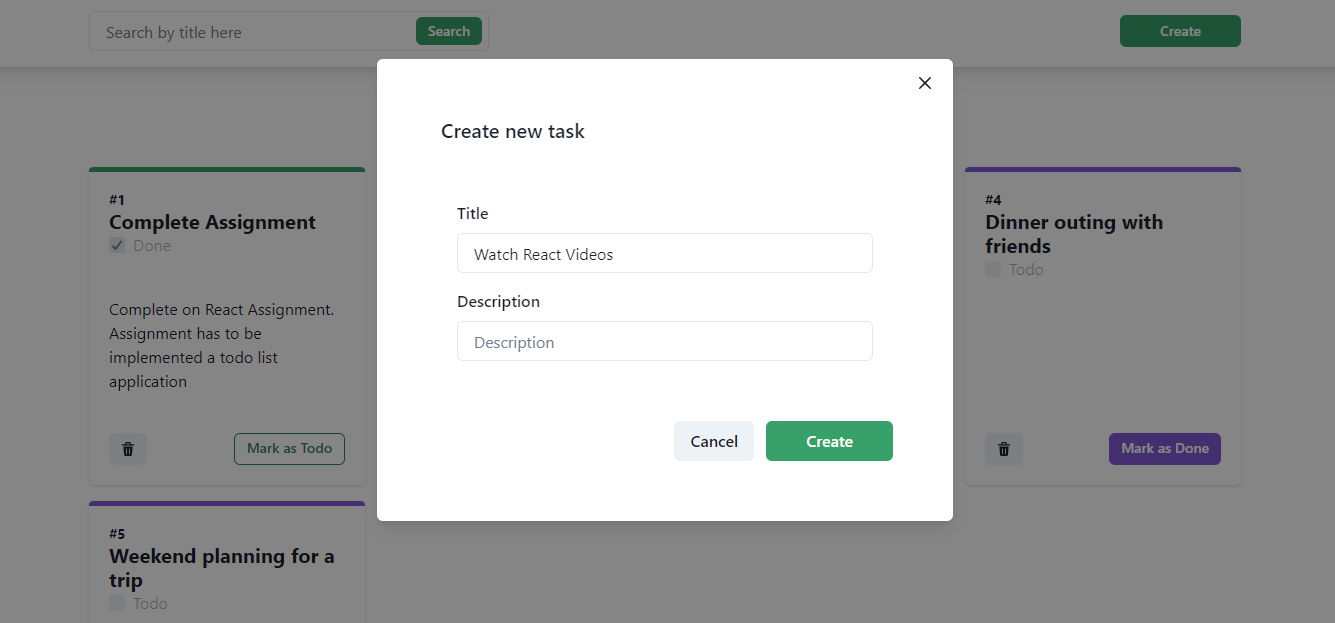 Search by title here
Search
Create
Create new task
Title
Watch React Videos
Description
Description
Cancel
Create
#1
Complete Assignment
Done
Complete on React Assignment.
Assignment has to be
implemented a todo list
application
Mark as Todo
#4
Dinner outing with
friends
Todo
Mark as Done
#5
Weekend planning for a
trip
Todo